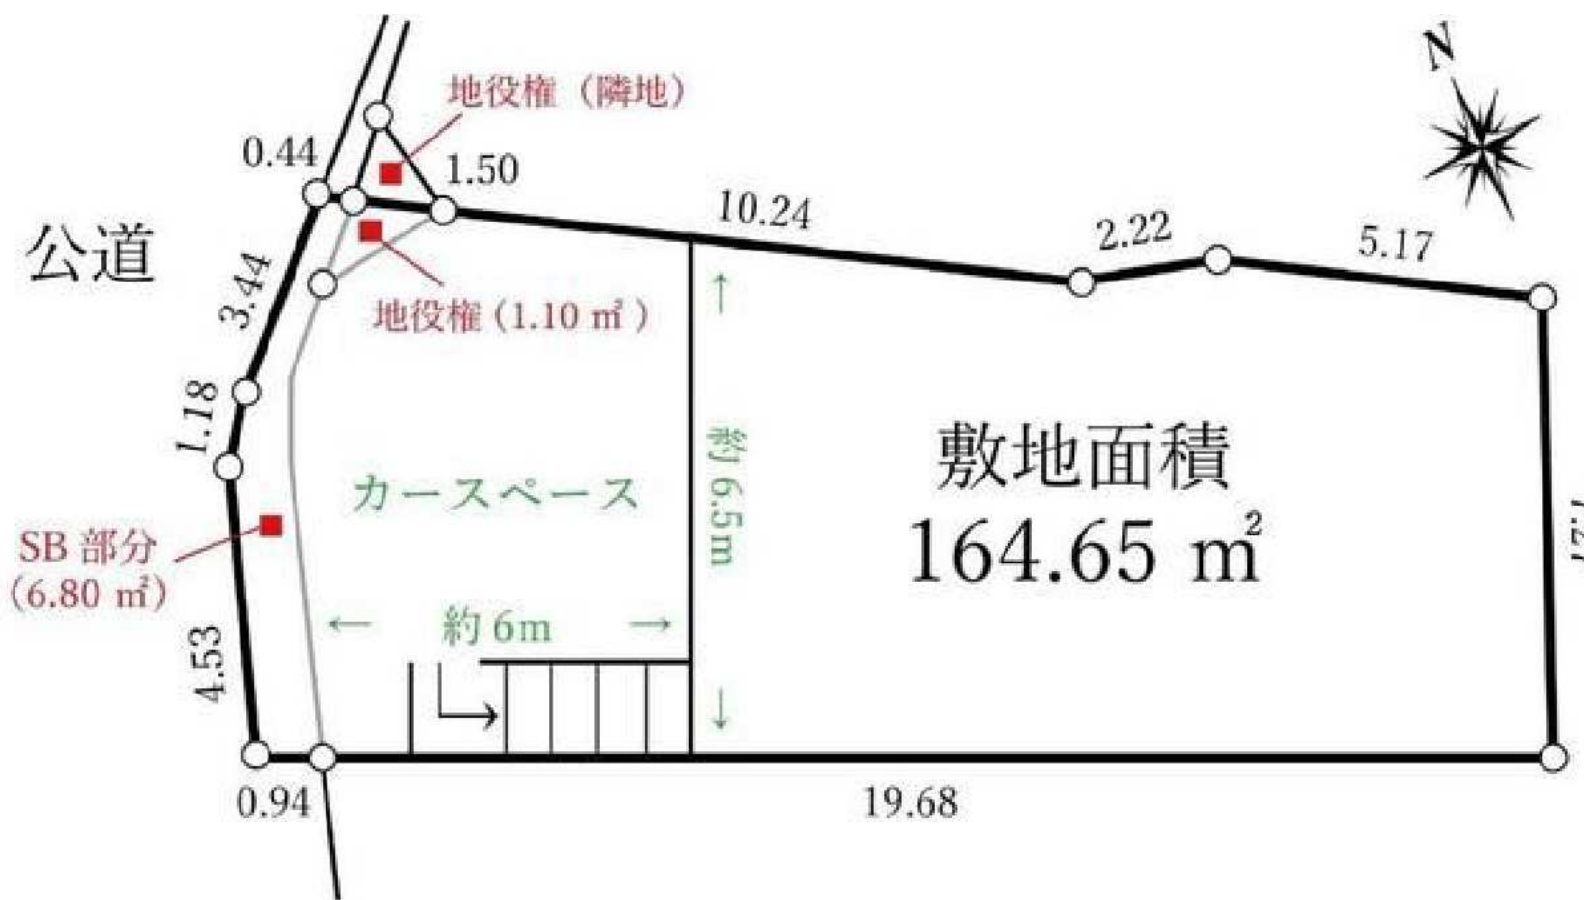 N
地役権（隣地）
0.44
1.50
10.24
2.22
5.17
公道
3.44
地役権 (1.10 ㎡ )
1.18
カースペース
約 6.5m
敷地面積
164.65 ㎡
SB 部分
(6.80 ㎡)
約 6m
4.53
0.94
19.68